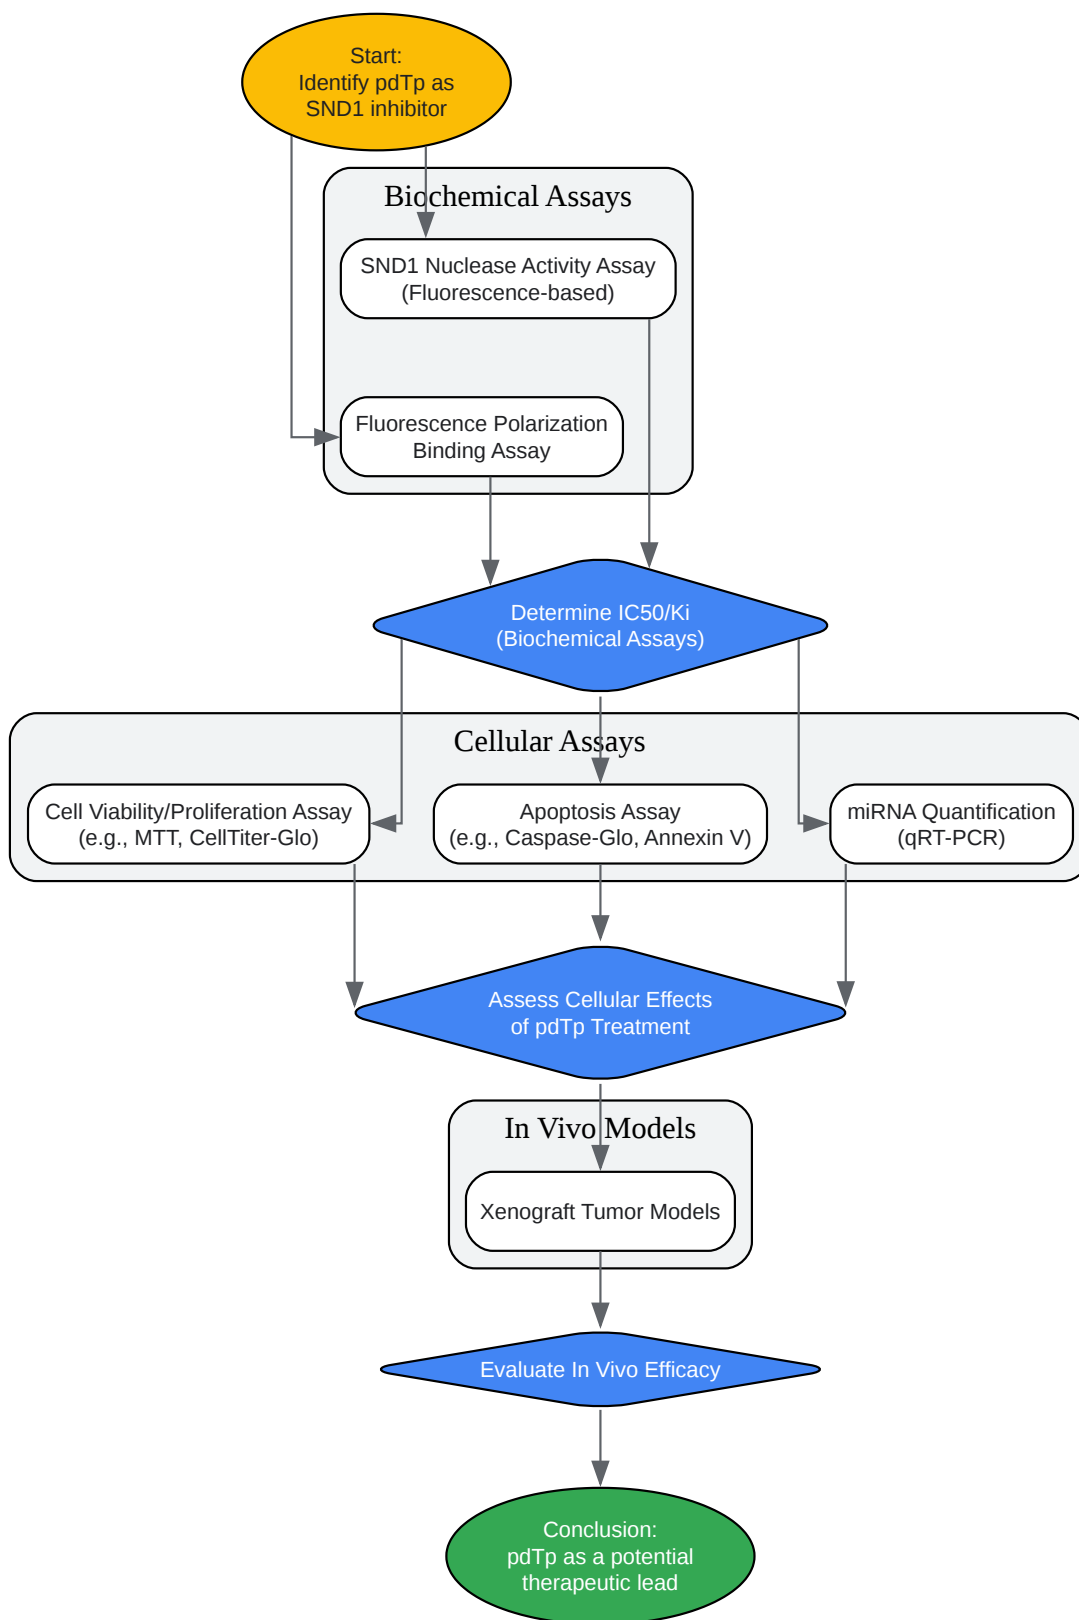 Start:
Identify pdTp as
SND1 inhibitor
Biochemical Assays
SND1 Nuclease Activity Assay
(Fluorescence-based)
Fluorescence Polarization
Binding Assay
Determine IC50/Ki
(Biochemical Assays)
Cellular Assays
Cell Viability/Proliferation Assay
(e.g., MTT, CellTiter-Glo)
Apoptosis Assay
(e.g., Caspase-Glo, Annexin V)
miRNA Quantification
(qRT-PCR)
Assess Cellular Effects
of pdTp Treatment
In Vivo Models
Xenograft Tumor Models
Evaluate In Vivo Efficacy
Conclusion:
pdTp as a potential
therapeutic lead